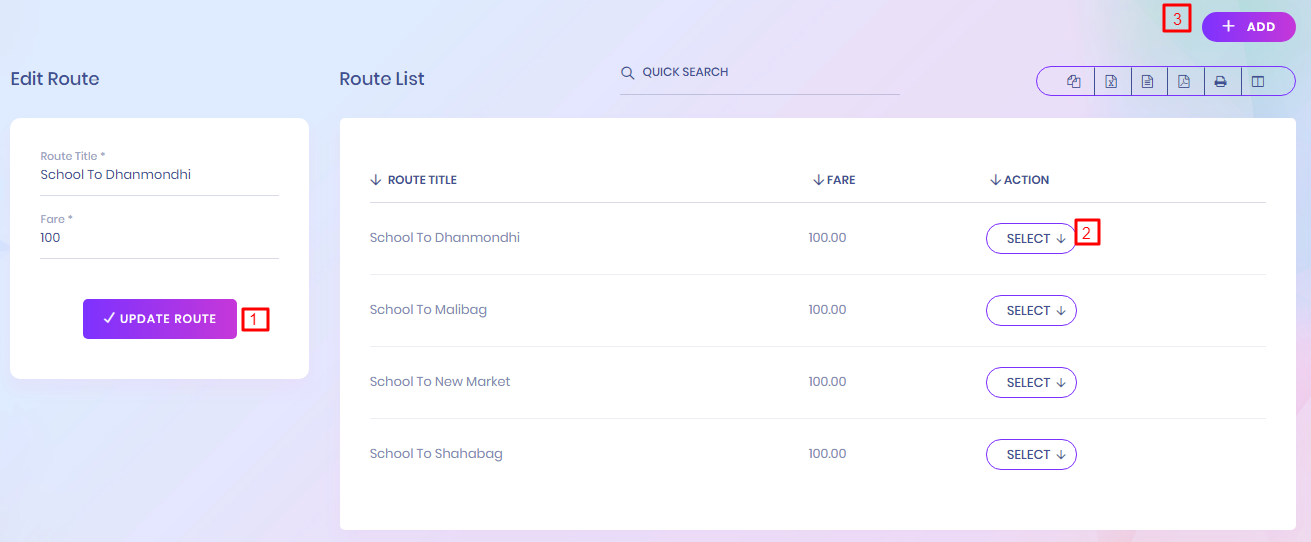 3
+ ADD
Edit Route
Route List
QUICK SEARCH
Route Title *
School To Dhanmondhi
Fare *
100
UPDATE ROUTE
1
ROUTE TITLE FARE ACTION
School To Dhanmondhi 100.00 SELECT 2
School To Malibag 100.00 SELECT
School To New Market 100.00 SELECT
School To Shahabag 100.00 SELECT